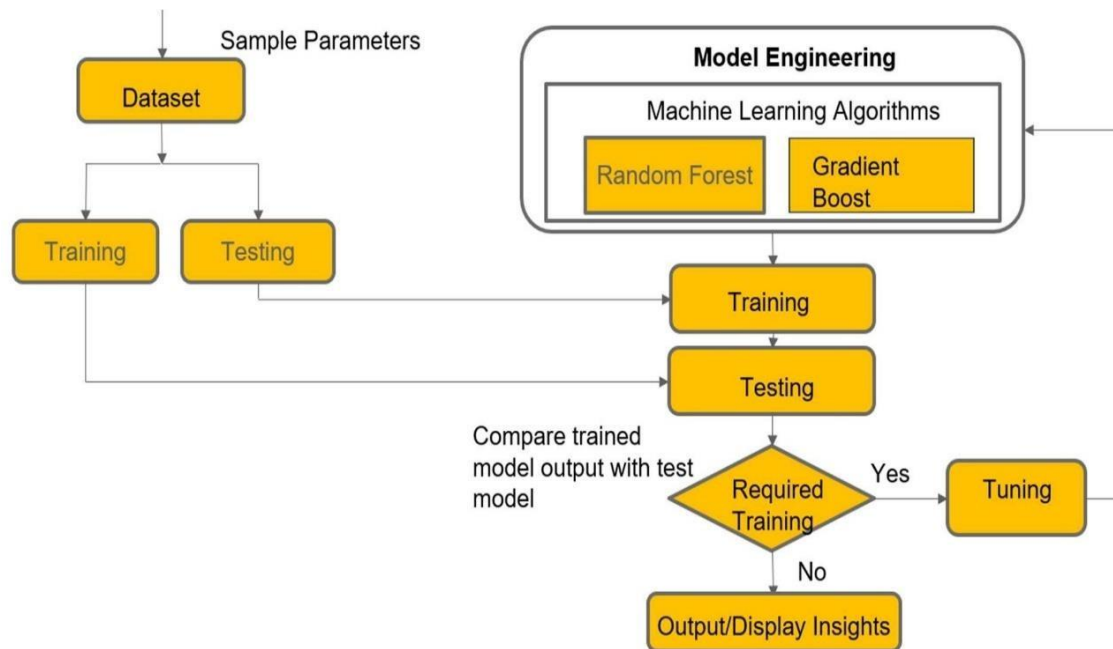 Sample Parameters
Dataset
Training
Testing
Model Engineering
Machine Learning Algorithms
Random Forest
Gradient
Boost
Training
Testing
Compare trained
model output with test
model
Required
Training
Yes
Tuning
No
Output/Display Insights